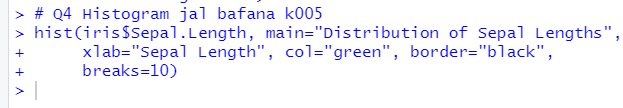 > # Q4 Histogram jal bafana k005
> hist(iris$Sepal.Length, main="Distribution of Sepal Lengths",
+      xlab="Sepal Length", col="green", border="black",
+      breaks=10)
>